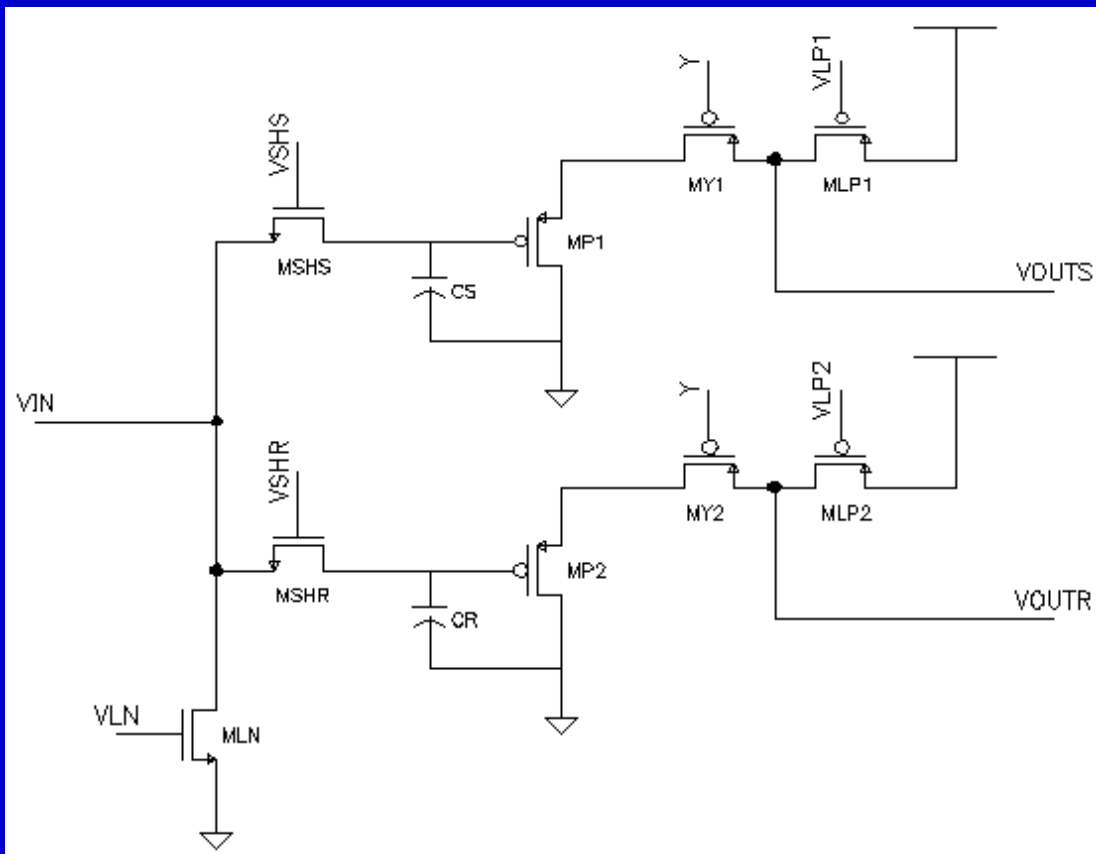 Y
VLP1
VSHS
MY1
MLP1
MP1
MSHS
VOUTS
CS
Y
VLP2
VIN
VSHR
MY2
MLP2
MP2
MSHR
VOUTR
CR
VLN
MLN